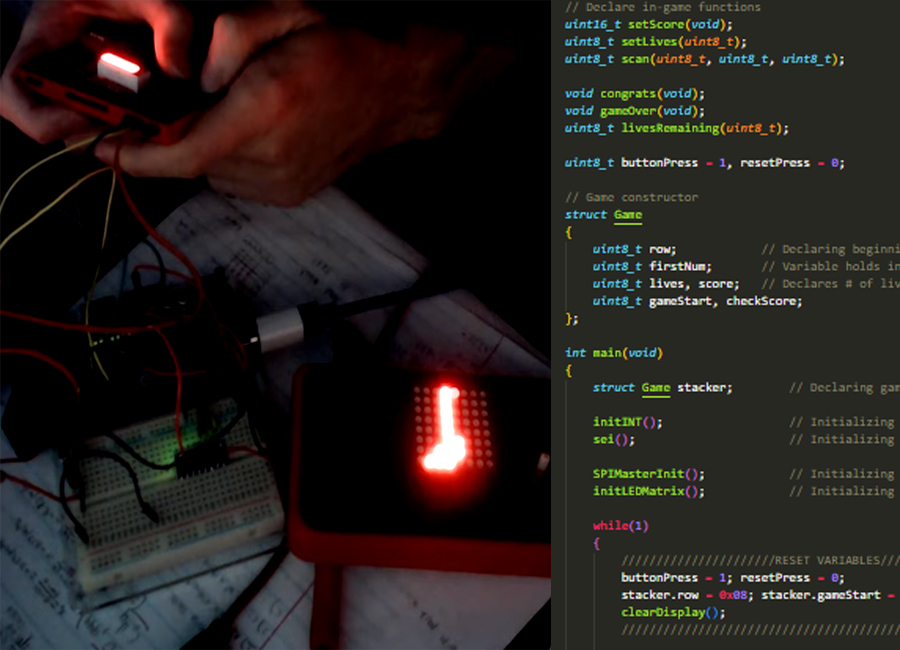 // Declare in-game functions
uint16_t setScore(void);
uint8_t setLives(uint8_t);
uint8_t scan(uint8_t, uint8_t, uint8_t);
void congrats(void);
void gameOver(void);
uint8_t livesRemaining(uint8_t);
uint8_t buttonPress = 1, resetPress = 0;
// Game constructor
struct Game
{
uint8_t row; // Declaring beginni
uint8_t firstNum; // Variable holds in
uint8_t lives, score; // Declares # of liv
uint8_t gameStart, checkScore;
};
int main(void)
{
struct Game stacker; // Declaring gam
initINT(); // Initializing
sei(); // Initializing
SPIMasterInit(); // Initializing
initLEDMatrix(); // Initializing
while(1)
{
///////////////////////RESET VARIABLES///
buttonPress = 1; resetPress = 0;
stacker.row = 0x08; stacker.gameStart =
clearDisplay();
/////////////////////////////////////////